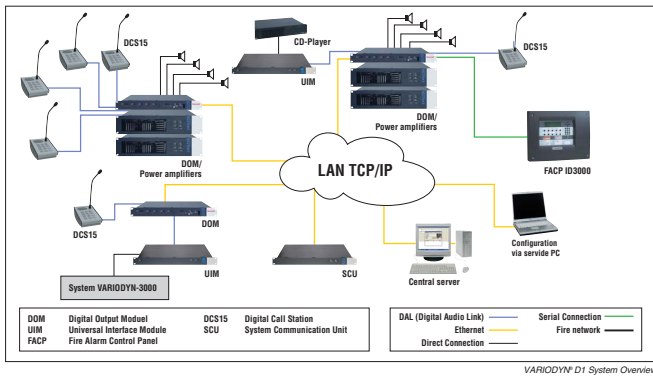 CD-Player
DCS15
UIM
DCS15
DOM/
Power amplifiers
DOM/
Power amplifiers
FACP ID3000
LAN TCP/IP
DCS15
DOM
UIM
SCU
Central server
Configuration
via servide PC
System VARIODYN-3000
DOM Digital Output Moduel DCS15 Digital Call Station
UIM Universal Interface Module SCU System Communication Unit
FACP Fire Alarm Control Panel
DAL (Digital Audio Link) Serial Connection
Ethernet Fire network
Direct Connection
VARIODYN® D1 System Overview